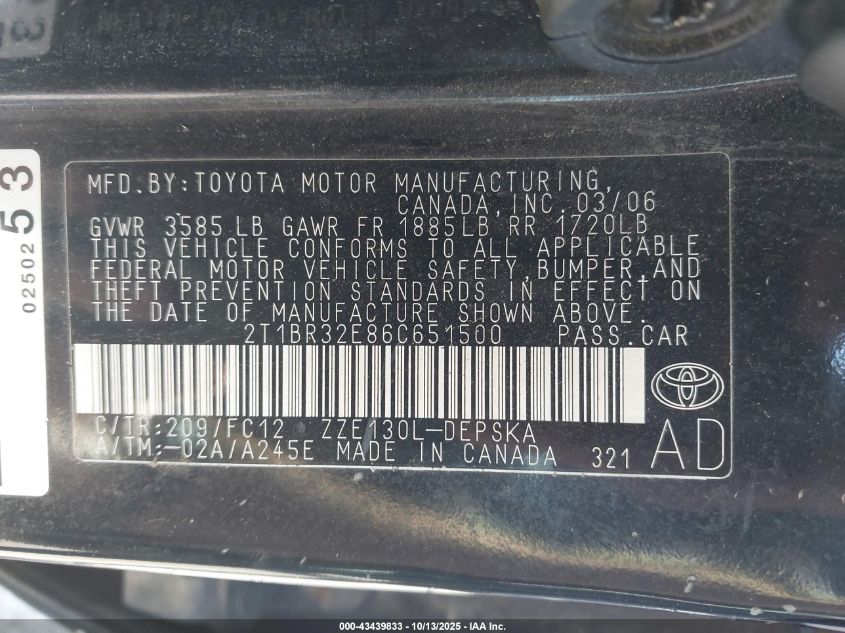 53
02502
MFD. BY: TOYOTA MOTOR MANUFACTURING,
CANADA, INC. 03/06
GVWR 3585 LB GAWR FR 1885LB RR 1720LB
THIS VEHICLE CONFORMS TO ALL APPLICABLE
FEDERAL MOTOR VEHICLE SAFETY, BUMPER, AND
THEFT PREVENTION STANDARDS IN EFFECT ON
THE DATE OF MANUFACTURE SHOWN ABOVE.
2T1BR32E86C651500 PASS. CAR
C/TR: 209/FC12 ZZE130L-DEPSKA
A/TM:-02A/A245E MADE IN CANADA 321
AD
000-43439833 - 10/13/2025 - IAA Inc.